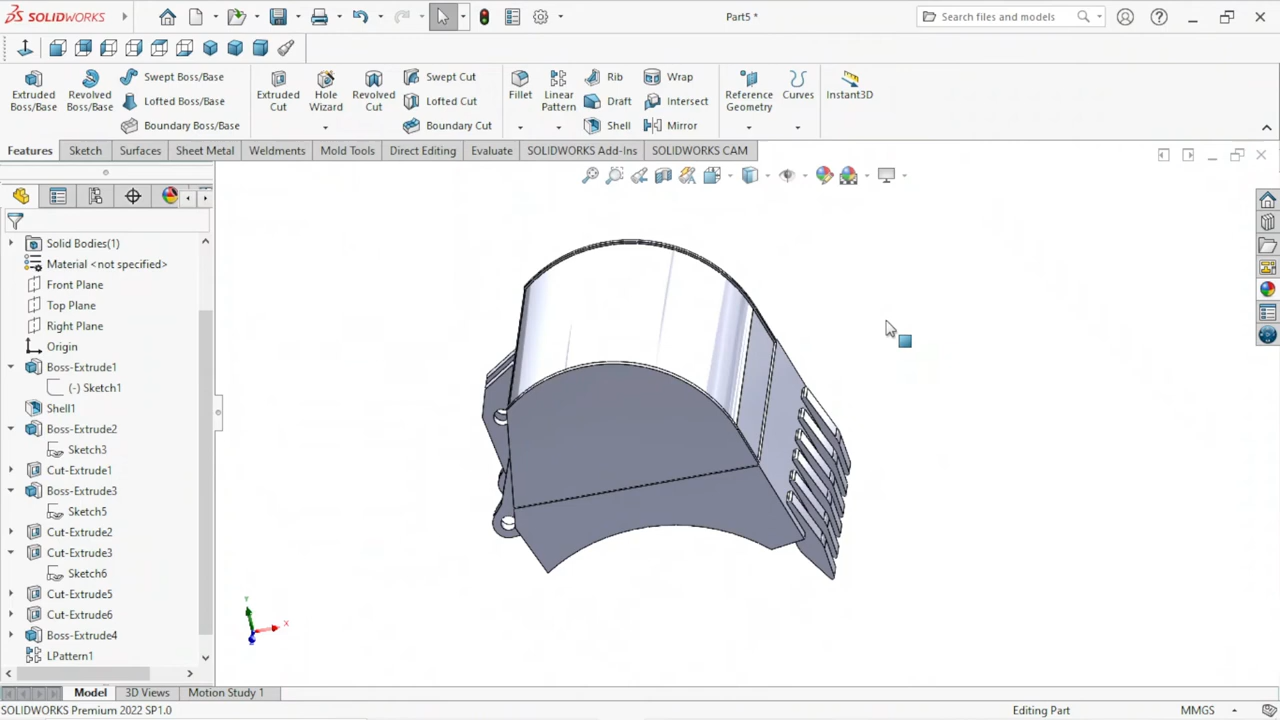 SOLIDWORKS
Part5 *
Search files and models
Extruded Boss/Base
Revolved Boss/Base
Swept Boss/Base
Lofted Boss/Base
Boundary Boss/Base
Extruded Cut
Hole Wizard
Revolved Cut
Swept Cut
Lofted Cut
Boundary Cut
Fillet
Linear Pattern
Rib
Draft
Shell
Wrap
Intersect
Mirror
Reference Geometry
Curves
Instant3D
Features
Sketch
Surfaces
Sheet Metal
Weldments
Mold Tools
Direct Editing
Evaluate
SOLIDWORKS Add-Ins
SOLIDWORKS CAM
Solid Bodies(1)
Material <not specified>
Front Plane
Top Plane
Right Plane
Origin
Boss-Extrude1
(-) Sketch1
Shell1
Boss-Extrude2
Sketch3
Cut-Extrude1
Boss-Extrude3
Sketch5
Cut-Extrude2
Cut-Extrude3
Sketch6
Cut-Extrude5
Cut-Extrude6
Boss-Extrude4
LPattern1
Y
X
Model
3D Views
Motion Study 1
SOLIDWORKS Premium 2022 SP1.0
Editing Part
MMGS